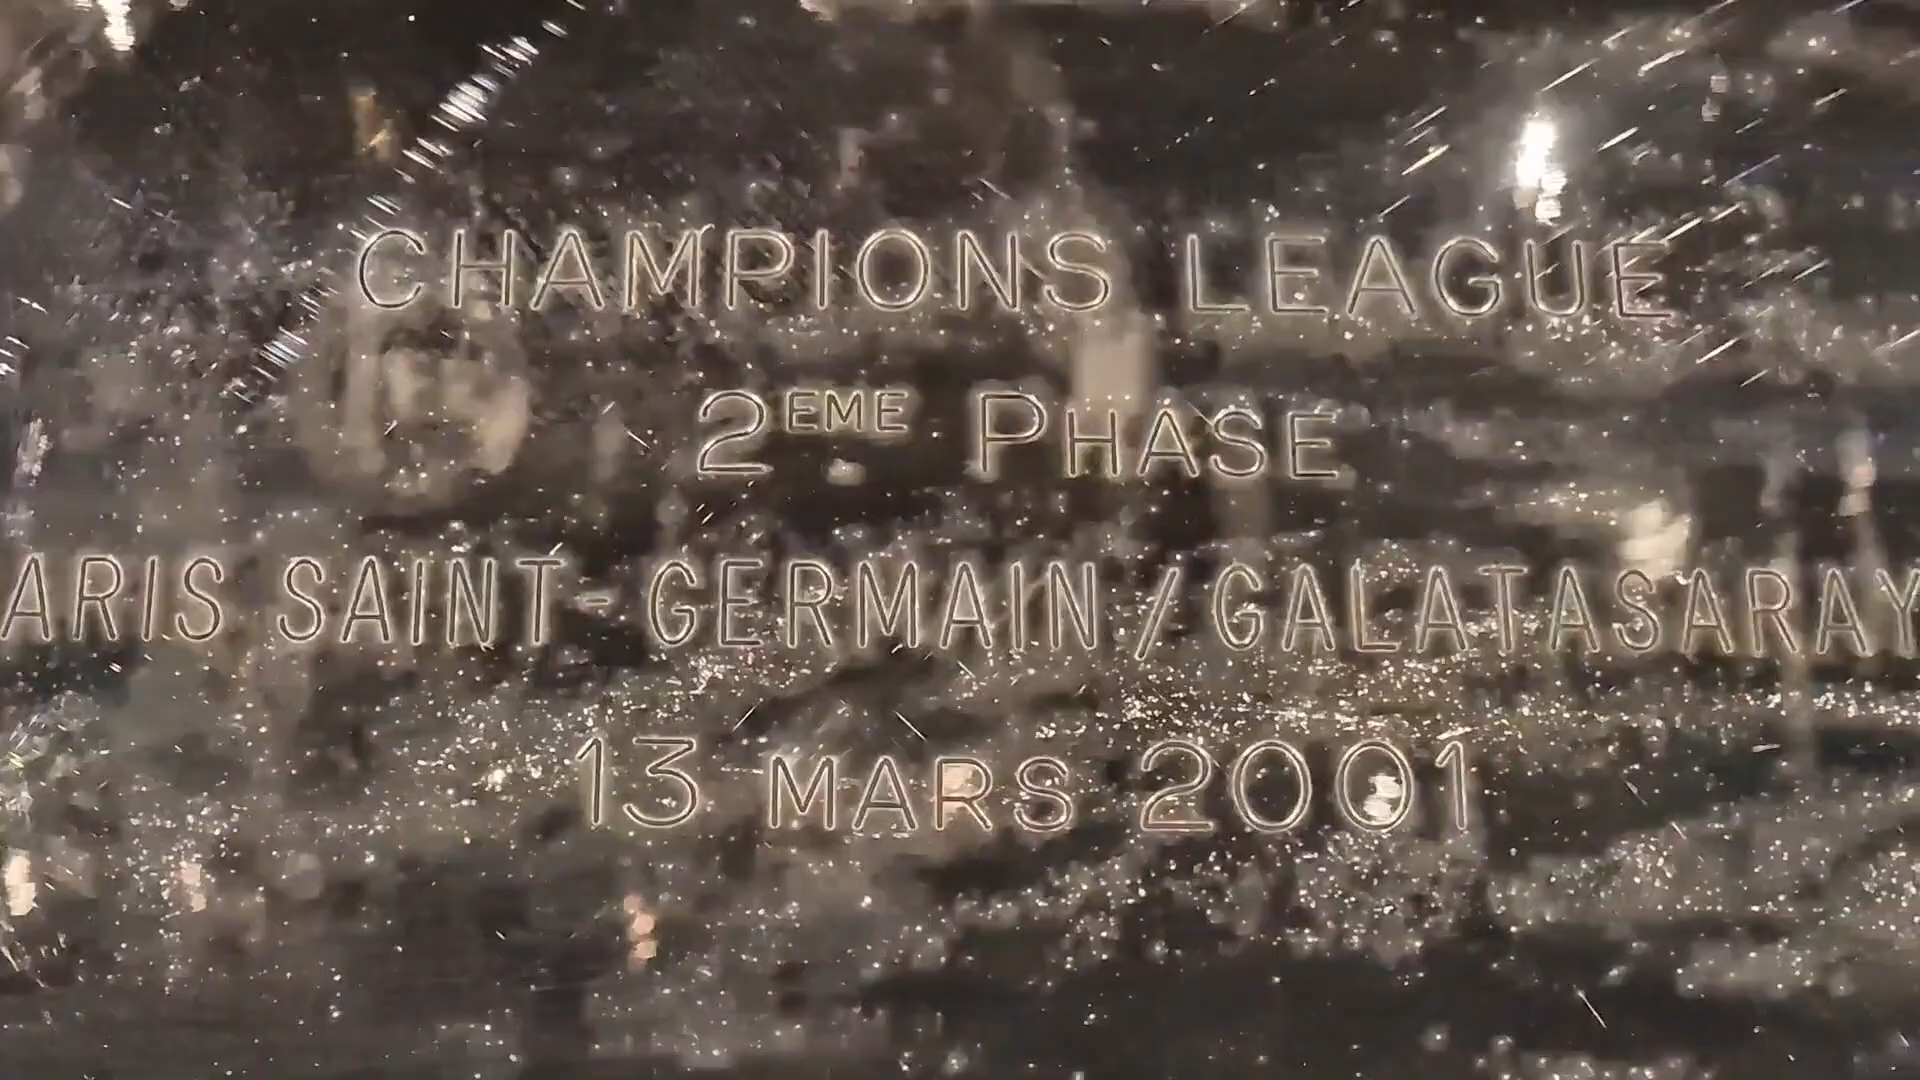 CHAMPIONS LEAGUE
2EME PHASE
ARIS SAINT-GERMAIN/GALATASARAY
13 MARS 2001